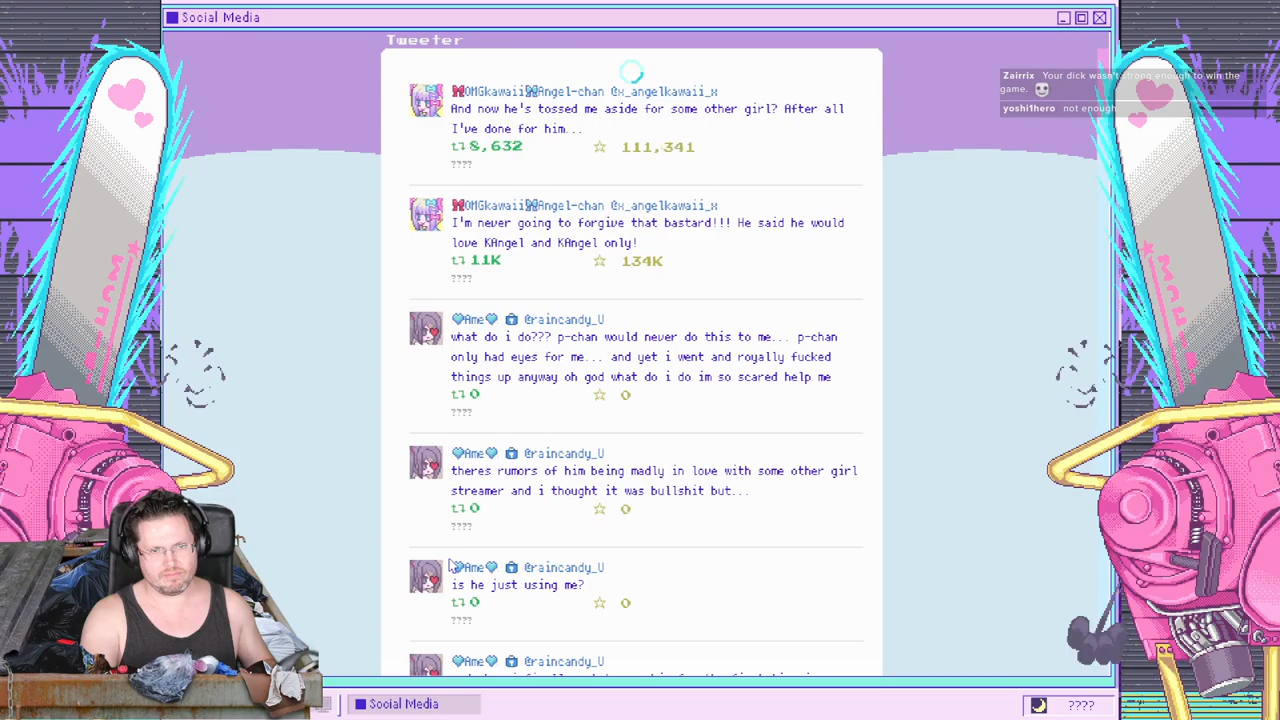 Social Media
Tweeter
OMGkawaii Angel-chan @x_angelkawaii_x
And now he's tossed me aside for some other girl? After all
I've done for him...
8,632 111,341
????
OMGkawaii Angel-chan @x_angelkawaii_x
I'm never going to forgive that bastard!!! He said he would
love KAngel and KAngel only!
11K 134K
????
Ame @raincandy_U
what do i do??? p-chan would never do this to me... p-chan
only had eyes for me... and yet i went and royally fucked
things up anyway oh god what do i do im so scared help me
0 0
????
Ame @raincandy_U
theres rumors of him being madly in love with some other girl
streamer and i thought it was bullshit but...
0 0
????
Ame @raincandy_U
is he just using me?
0 0
????
Ame @raincandy_U
Zairrix Your dick wasn't strong enough to win the
game.
yoshi1hero not enough
Social Media
????